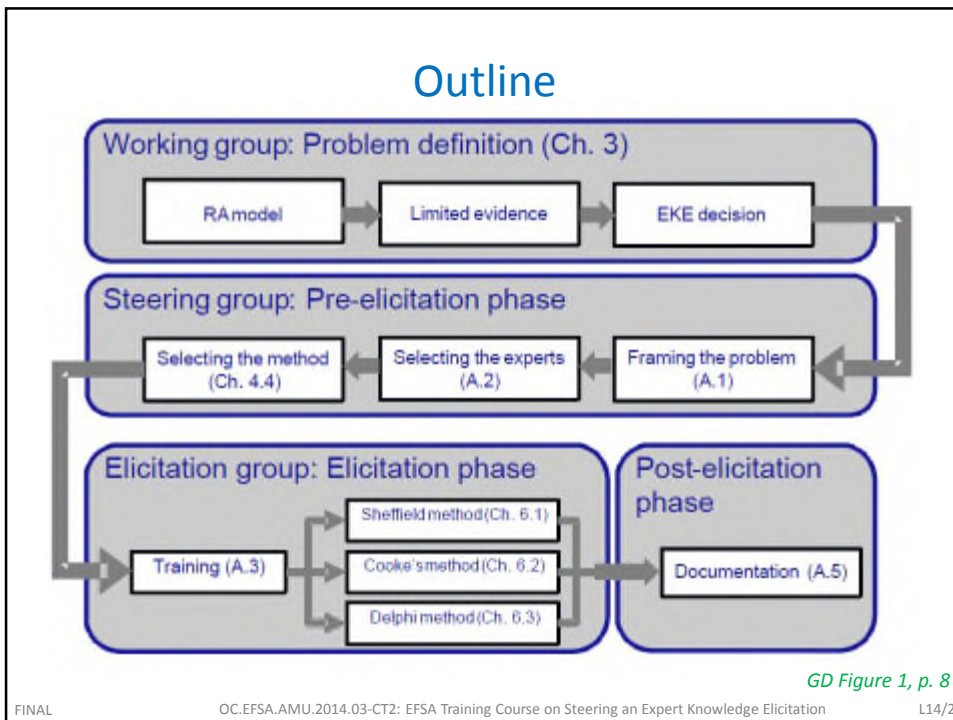 Outline
Working group: Problem definition (Ch. 3)
RA model
Limited evidence
EKE decision
Steering group: Pre-elicitation phase
Selecting the method
(Ch. 4.4)
Selecting the experts
(A.2)
Framing the problem
(A.1)
Elicitation group: Elicitation phase
Training (A.3)
Sheffield method (Ch. 6.1)
Cooke's method (Ch. 6.2)
Delphi method (Ch. 6.3)
Post-elicitation
phase
Documentation (A.5)
GD Figure 1, p. 8
FINAL
OC.EFSA.AMU.2014.03-CT2: EFSA Training Course on Steering an Expert Knowledge Elicitation
L14/2